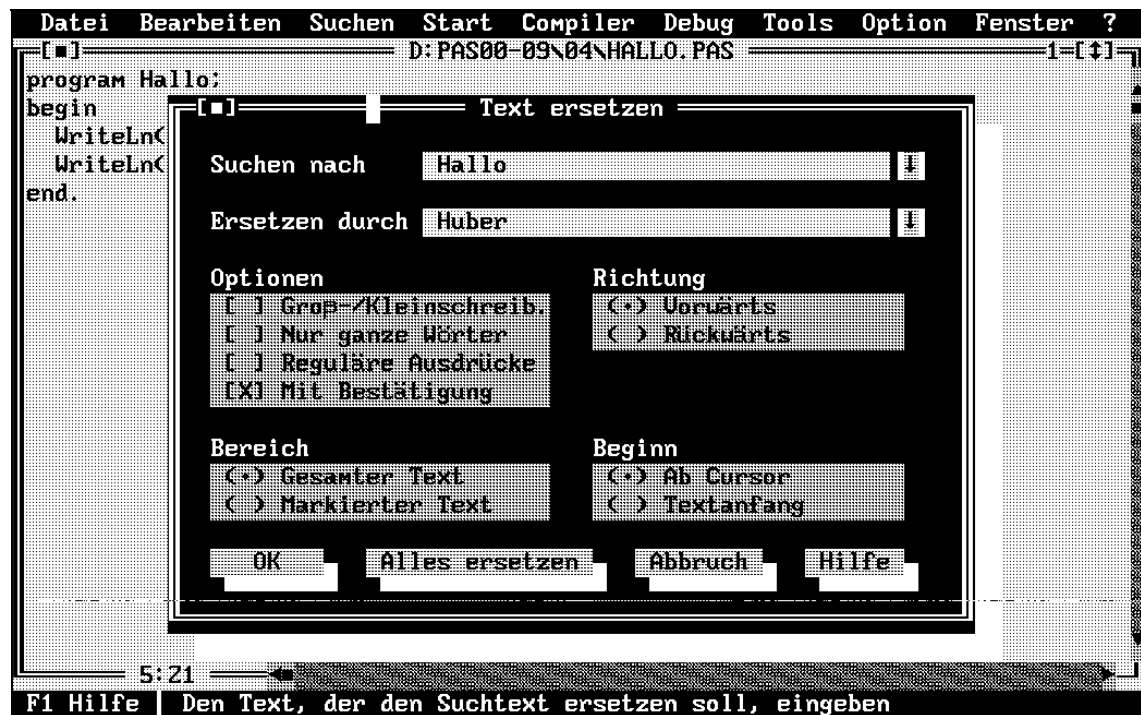 Datei Bearbeiten Suchen Start Compiler Debug Tools Option Fenster ?
[■] D:PAS00-09\04\HALLO.PAS 1=[↕]
program Hallo;
begin
WriteLn(
WriteLn(
end.
[■] Text ersetzen
Suchen nach Hallo ↓
Ersetzen durch Huber ↓
Optionen
[ ] Groß-/Kleinschreib.
[ ] Nur ganze Wörter
[ ] Reguläre Ausdrücke
[X] Mit Bestätigung
Richtung
(•) Vorwärts
( ) Rückwärts
Bereich
(•) Gesamter Text
( ) Markierter Text
Beginn
(•) Ab Cursor
( ) Textanfang
OK Alles ersetzen Abbruch Hilfe
5:21
F1 Hilfe | Den Text, der den Suchtext ersetzen soll, eingeben